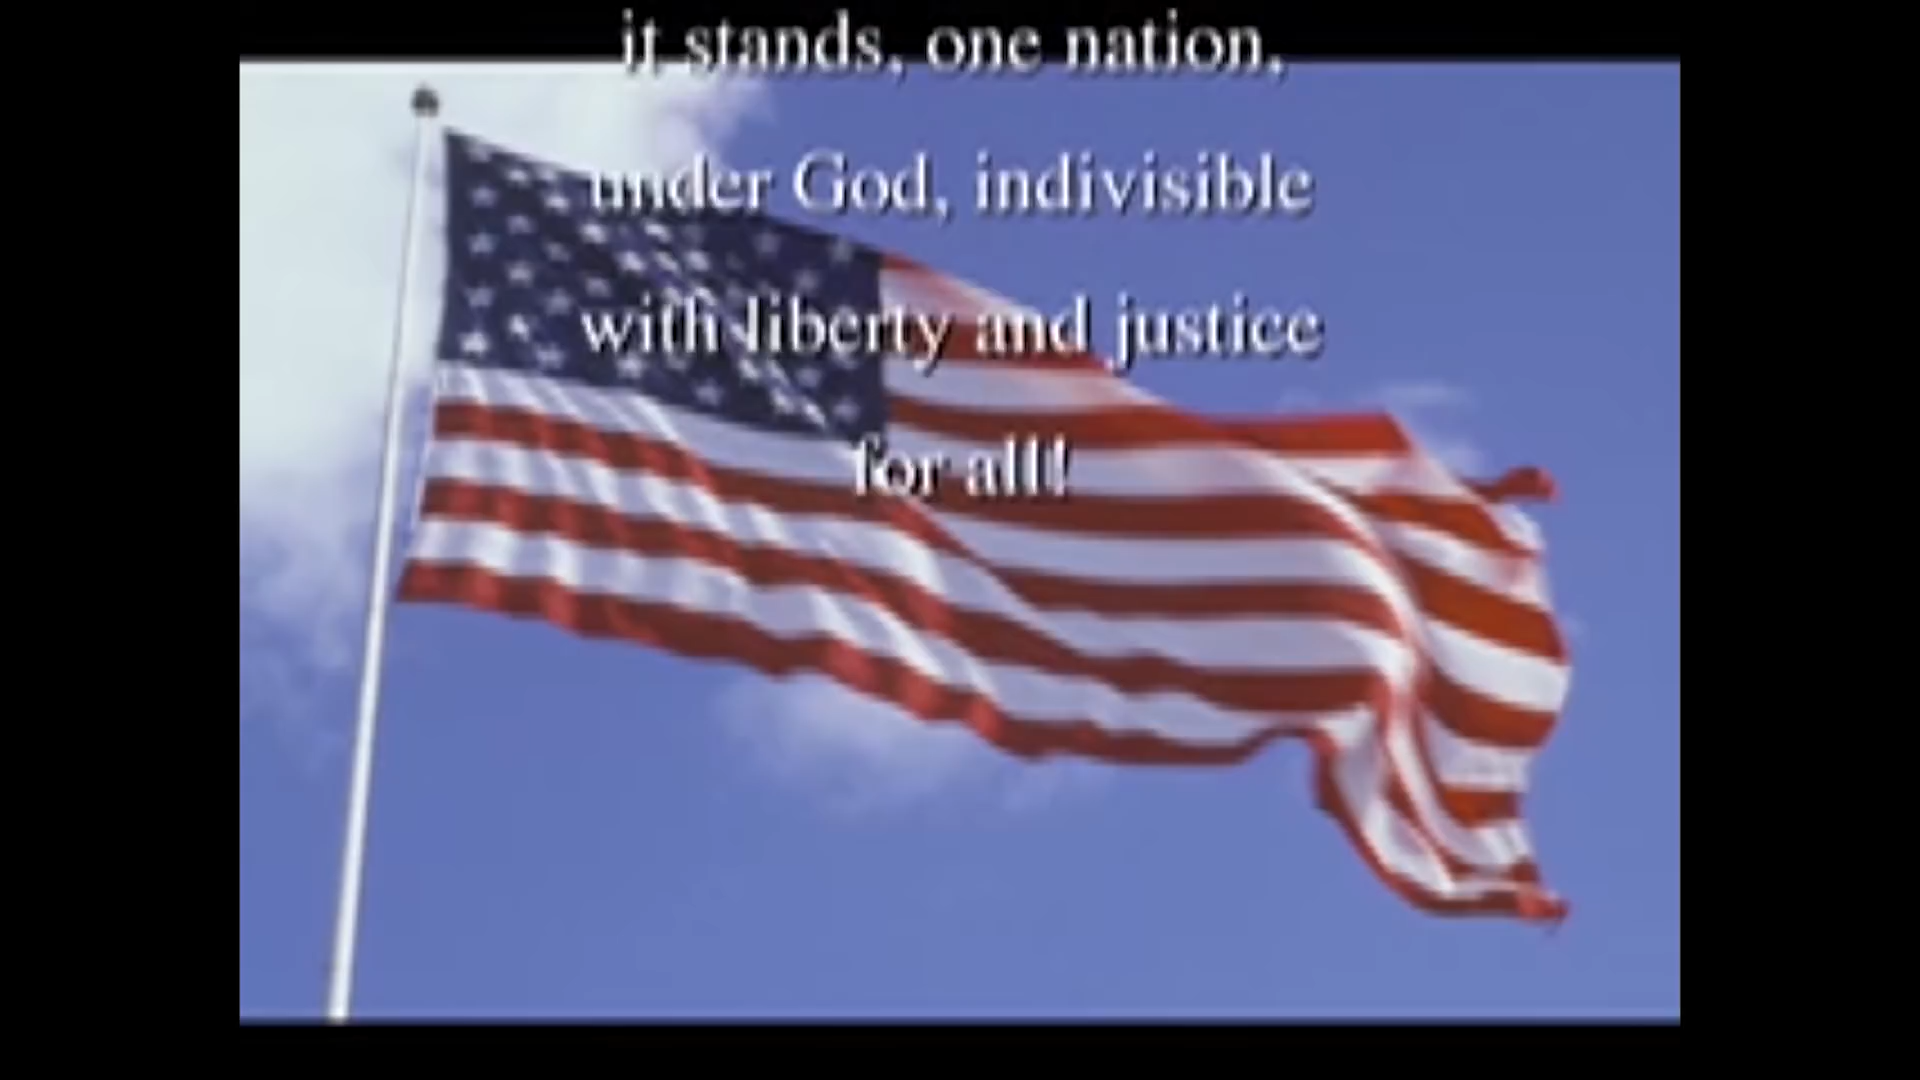 it stands, one nation,
under God, indivisible
with liberty and justice
for all!